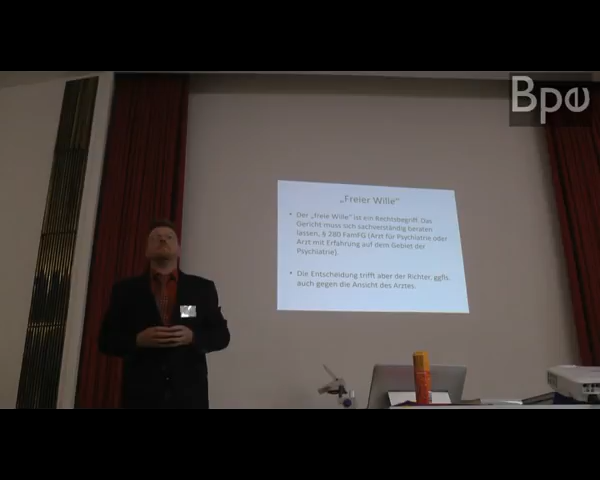 Bpe
„Freier Wille“
• Der „freie Wille“ ist ein Rechtsbegriff. Das
Gericht muss sich sachverständig beraten
lassen, § 280 FamFG (Arzt für Psychiatrie oder
Arzt mit Erfahrung auf dem Gebiet der
Psychiatrie).
• Die Entscheidung trifft aber der Richter, ggfls.
auch gegen die Ansicht des Arztes.